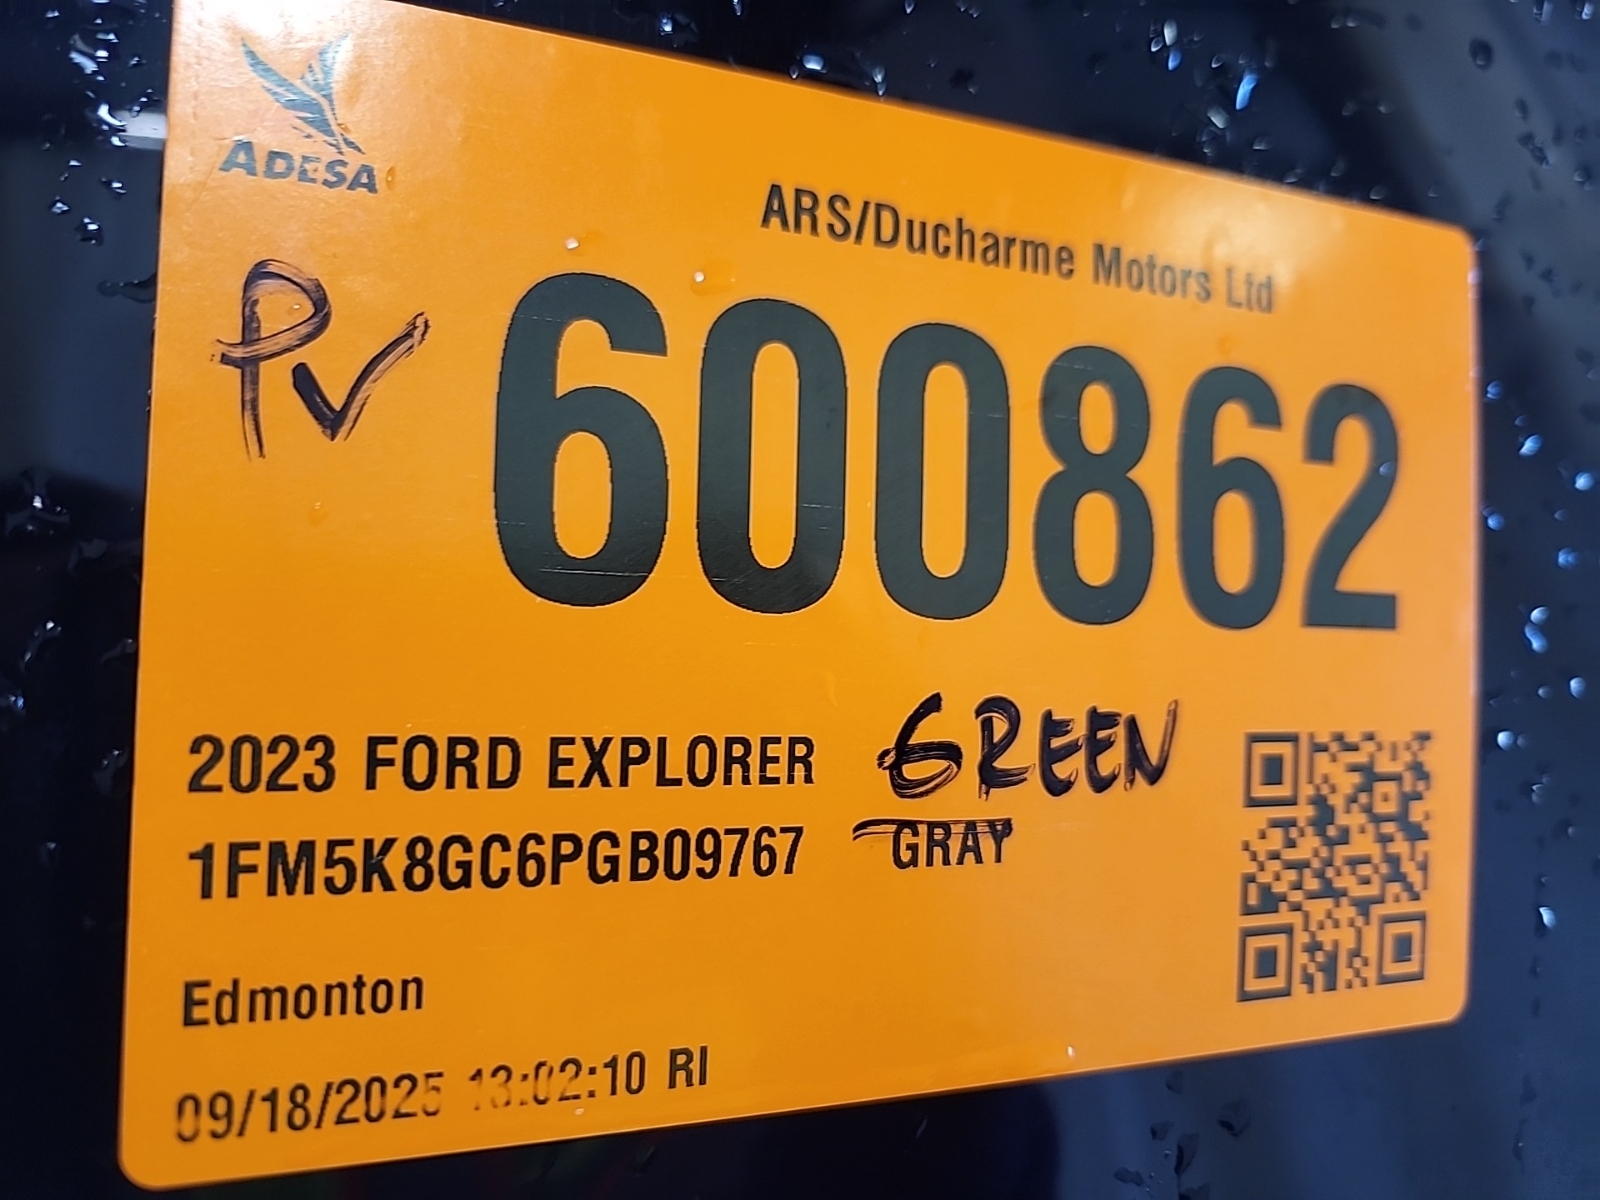 ADESA
ARS/Ducharme Motors Ltd
PV
600862
2023 FORD EXPLORER GREEN
1FM5K8GC6PGB09767 GRAY
Edmonton
09/18/2025 13:02:10 RI